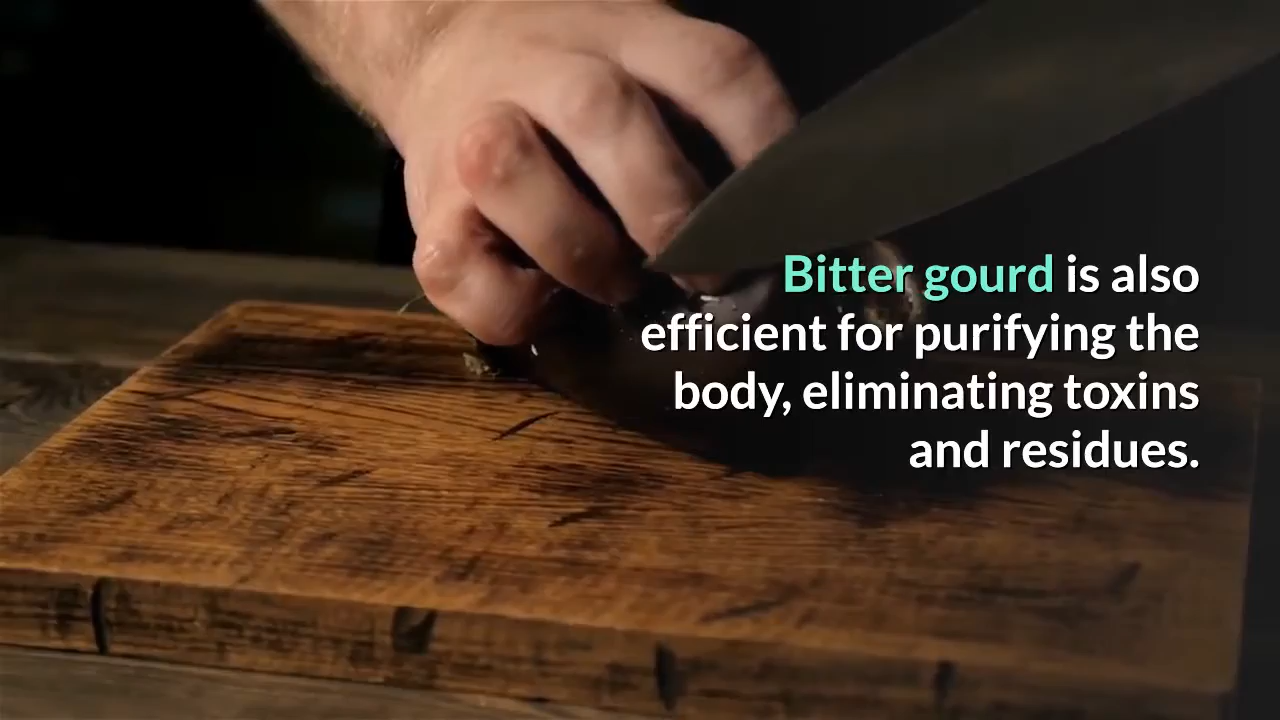 Bitter gourd is also
efficient for purifying the
body, eliminating toxins
and residues.